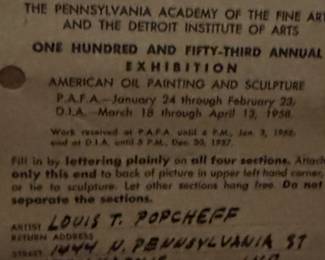 THE PENNSYLVANIA ACADEMY OF THE FINE ART
AND THE DETROIT INSTITUTE OF ARTS
ONE HUNDRED AND FIFTY-THIRD ANNUAL
EXHIBITION
AMERICAN OIL PAINTING AND SCULPTURE
P.A.F.A.—January 24 through February 23,
D.I.A.—March 18 through April 13, 1958.
Work received at P.A.F.A. until 5 P.M., Jan. 3, 1958,
and at D.I.A. until 5 P.M., Dec. 30, 1957.
Fill in by lettering plainly on all four sections. Attach
only this end to back of picture in upper left hand corner,
or tie to sculpture. Let other sections hang free. Do not
separate the sections.
ARTIST LOUIS T. POPCHEFF
RETURN ADDRESS
STREET 1444 N. PENNSYLVANIA ST